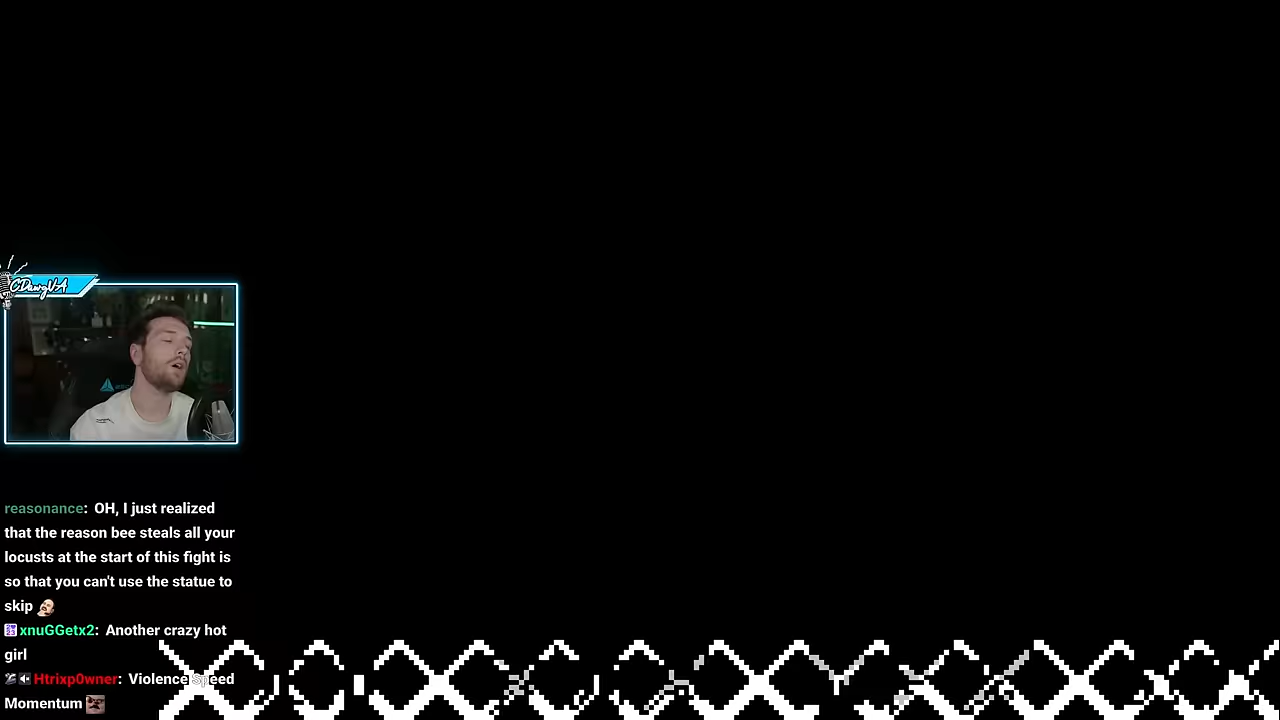 CDawgVA
reasonance: OH, I just realized
that the reason bee steals all your
locusts at the start of this fight is
so that you can't use the statue to
skip
xnuGGetx2: Another crazy hot
girl
Htrixp0wner: Violence Speed
Momentum